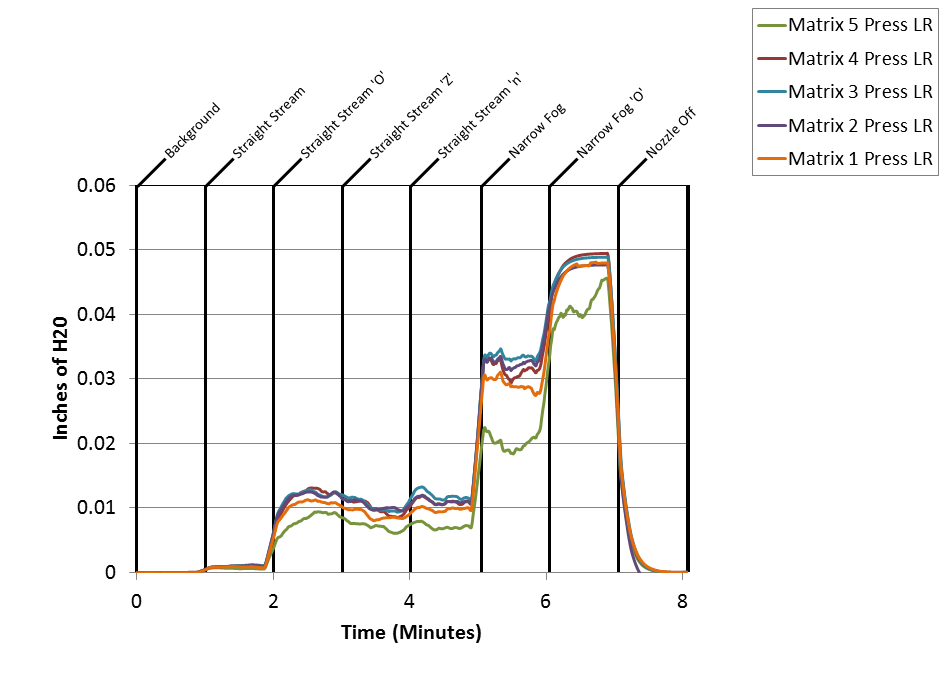 Matrix 5 Press LR
Matrix 4 Press LR
Matrix 3 Press LR
Matrix 2 Press LR
Matrix 1 Press LR
Background
Straight Stream
Straight Stream 'O'
Straight Stream 'Z'
Straight Stream 'n'
Narrow Fog
Narrow Fog 'O'
Nozzle Off
0.06
0.05
0.04
0.03
0.02
0.01
0
Inches of H20
0 2 4 6 8
Time (Minutes)